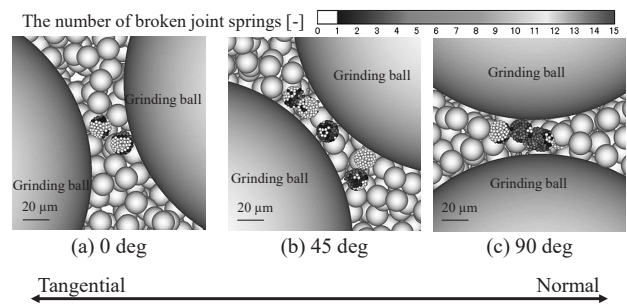 The number of broken joint springs [-]
0 1 2 3 4 5 6 7 8 9 10 11 12 13 14 15
Grinding ball
Grinding ball
20 µm
(a) 0 deg
Grinding ball
Grinding ball
20 µm
(b) 45 deg
Grinding ball
Grinding ball
20 µm
(c) 90 deg
Tangential Normal